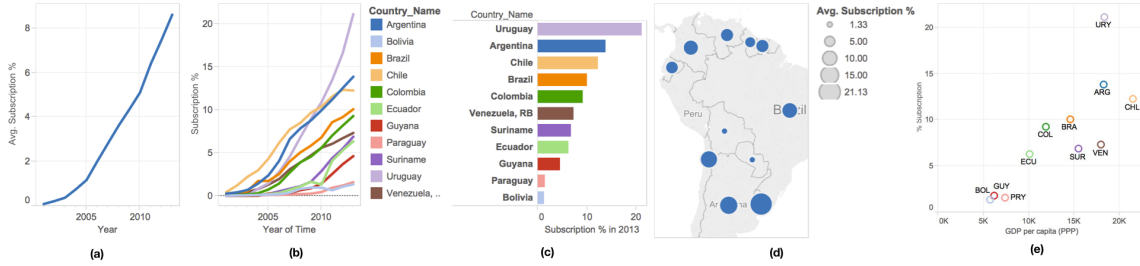 8
6
4
2
0
Avg. Subscription %
2005
2010
Year
(a)
20
15
10
5
0
Subscription %
2005
2010
Year of Time
(b)
Country_Name
Argentina
Bolivia
Brazil
Chile
Colombia
Ecuador
Guyana
Paraguay
Suriname
Uruguay
Venezuela, ..
Country_Name
Uruguay
Argentina
Chile
Brazil
Colombia
Venezuela, RB
Suriname
Ecuador
Guyana
Paraguay
Bolivia
0
10
20
Subscription % in 2013
(c)
Peru
Brazil
Argentina
(d)
Avg. Subscription %
1.33
5.00
10.00
15.00
21.13
20
15
10
5
0
% Subscription
URY
ARG
CHL
BRA
COL
VEN
SUR
ECU
BOL
GUY
PRY
0K
5K
10K
15K
20K
GDP per capita (PPP)
(e)